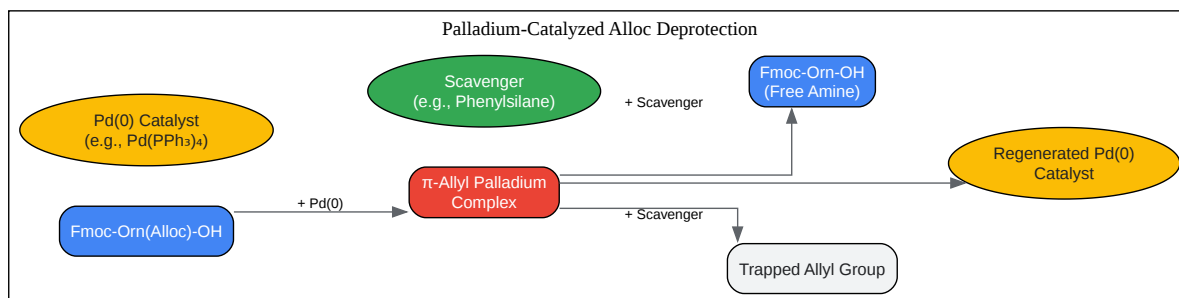 Palladium-Catalyzed Alloc Deprotection
Scavenger
(e.g., Phenylsilane)
+ Scavenger
Fmoc-Orn-OH
(Free Amine)
Pd(0) Catalyst
(e.g., Pd(PPh₃)₄)
Regenerated Pd(0)
Catalyst
π-Allyl Palladium
Complex
+ Pd(0)
Fmoc-Orn(Alloc)-OH
+ Scavenger
Trapped Allyl Group